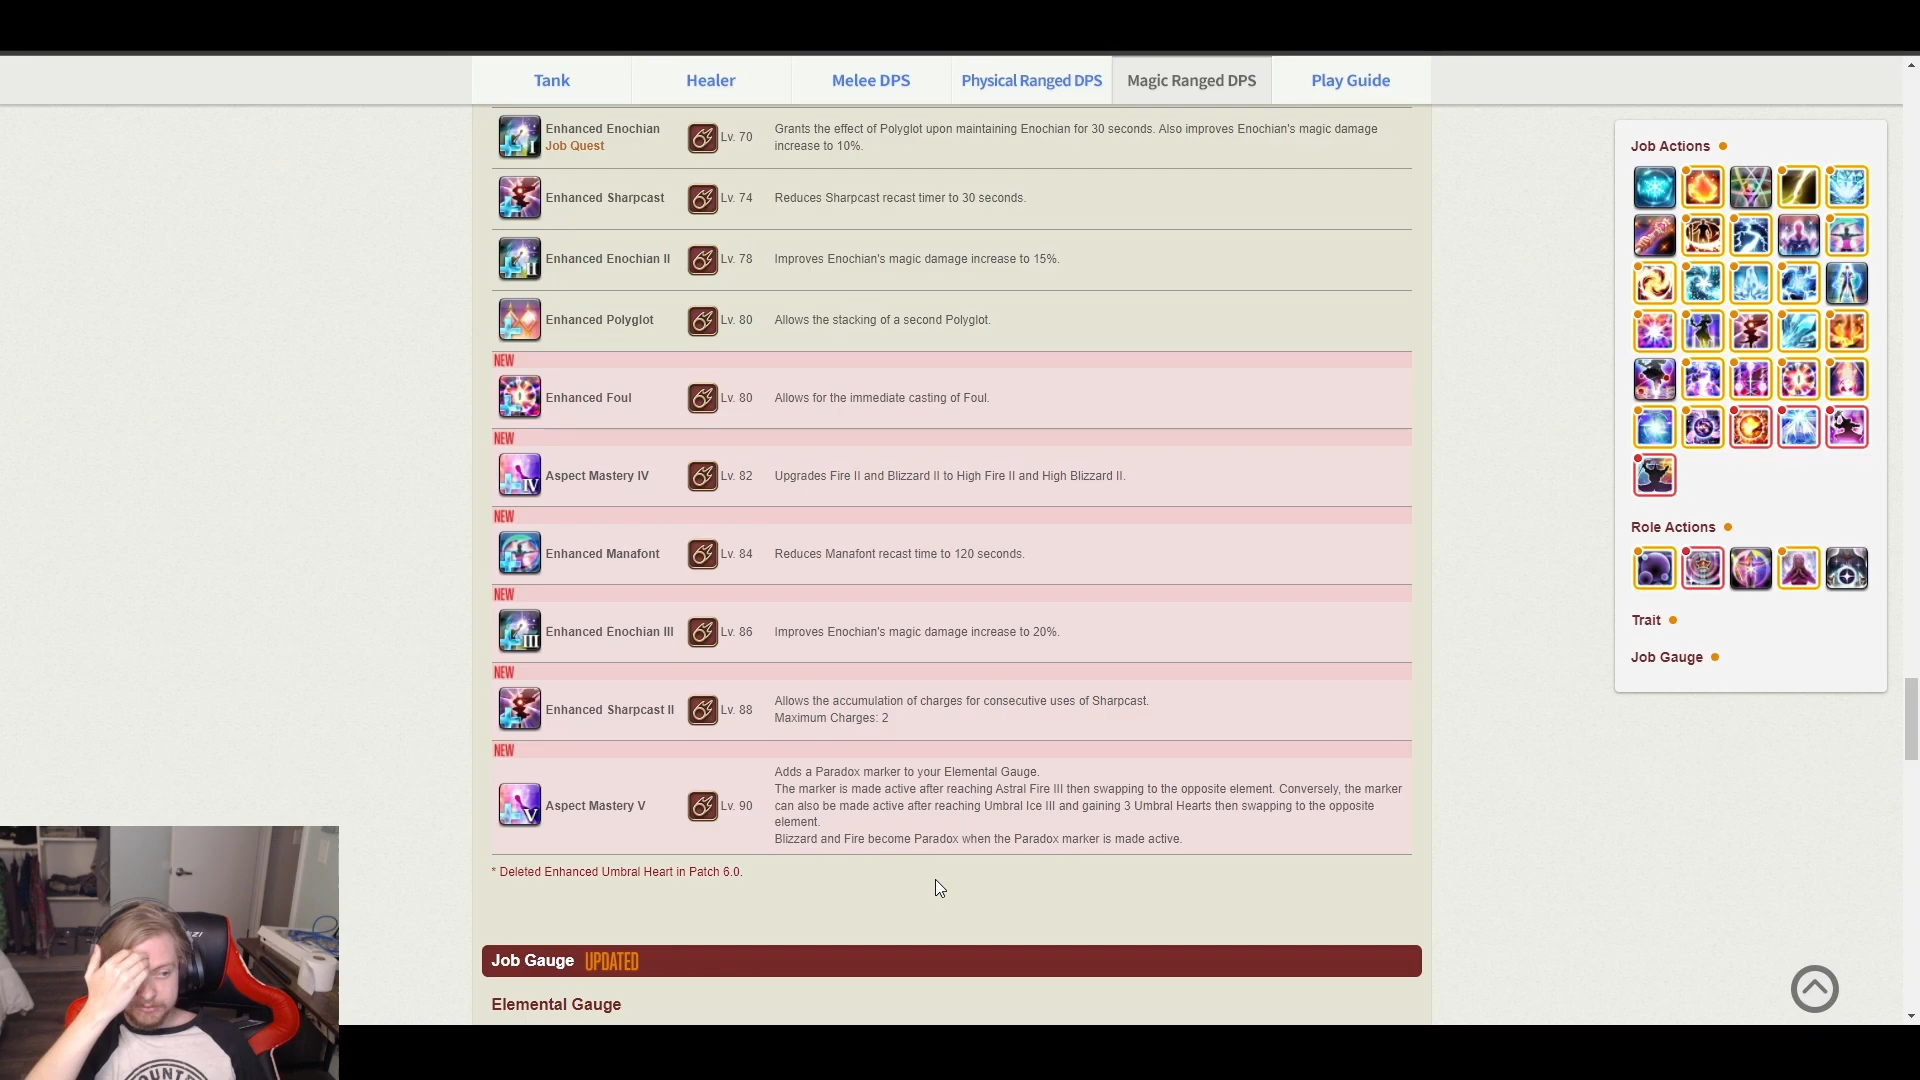 Tank
Healer
Melee DPS
Physical Ranged DPS
Magic Ranged DPS
Play Guide
Enhanced Enochian
Job Quest
Lv. 70
Grants the effect of Polyglot upon maintaining Enochian for 30 seconds. Also improves Enochian's magic damage
increase to 10%.
Enhanced Sharpcast
Lv. 74
Reduces Sharpcast recast timer to 30 seconds.
Enhanced Enochian II
Lv. 78
Improves Enochian's magic damage increase to 15%.
Enhanced Polyglot
Lv. 80
Allows the stacking of a second Polyglot.
NEW
Enhanced Foul
Lv. 80
Allows for the immediate casting of Foul.
NEW
Aspect Mastery IV
Lv. 82
Upgrades Fire II and Blizzard II to High Fire II and High Blizzard II.
NEW
Enhanced Manafont
Lv. 84
Reduces Manafont recast time to 120 seconds.
NEW
Enhanced Enochian III
Lv. 86
Improves Enochian's magic damage increase to 20%.
NEW
Enhanced Sharpcast II
Lv. 88
Allows the accumulation of charges for consecutive uses of Sharpcast.
Maximum Charges: 2
NEW
Aspect Mastery V
Lv. 90
Adds a Paradox marker to your Elemental Gauge.
The marker is made active after reaching Astral Fire III then swapping to the opposite element. Conversely, the marker
can also be made active after reaching Umbral Ice III and gaining 3 Umbral Hearts then swapping to the opposite
element.
Blizzard and Fire become Paradox when the Paradox marker is made active.
* Deleted Enhanced Umbral Heart in Patch 6.0.
Job Gauge UPDATED
Elemental Gauge
Job Actions
Role Actions
Trait
Job Gauge
I
II
IV
III
V